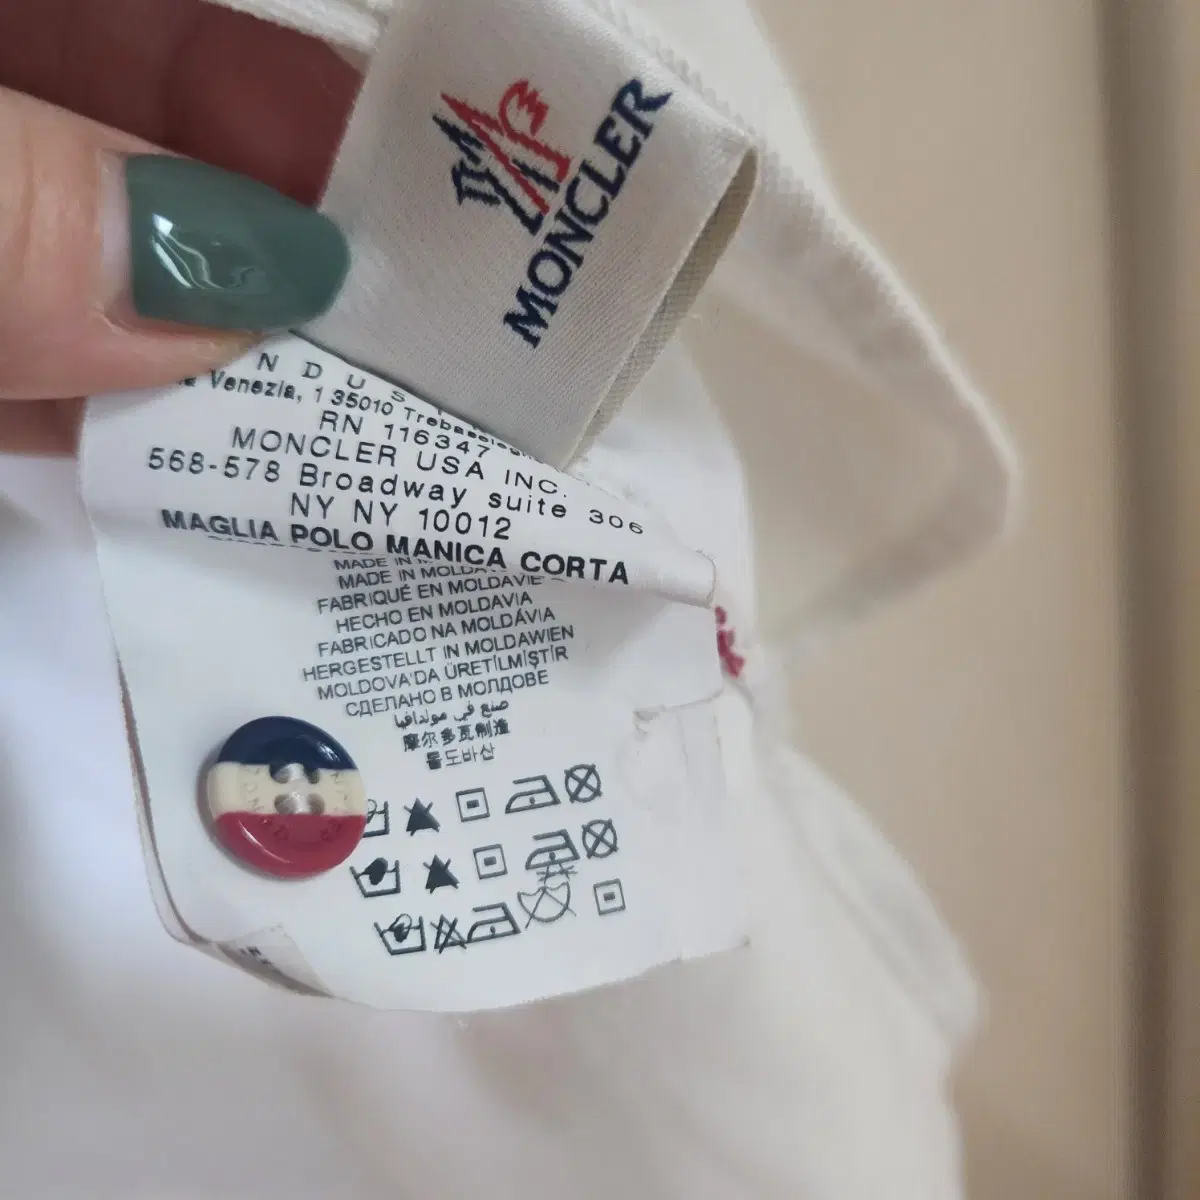 MONCLER
NDUS
Venezia, 1 35010 Trebaseleg
RN 116347
MONCLER USA INC.
568-578 Broadway suite 306
NY NY 10012
MAGLIA POLO MANICA CORTA
MADE IN
MADE IN MOLDA
FABRIQUÉ EN MOLDAVIE
HECHO EN MOLDAVIA
FABRICADO NA MOLDÁVIA
HERGESTELLT IN MOLDAWIEN
MOLDOVA'DA ÜRETİLMİŞTİR
СДЕЛАНО В МОЛДОВЕ
صنع في مولدافيا
摩尔多瓦制造
몰도바산